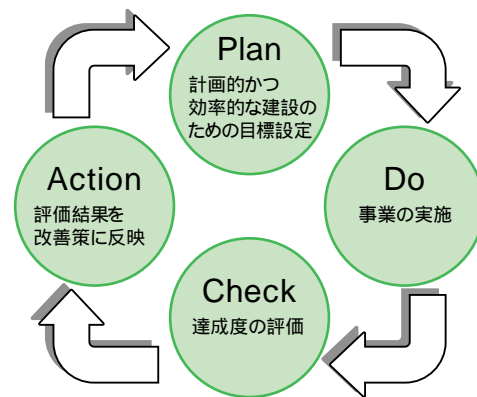 Plan
計画的かつ
効率的な建設の
ための目標設定
Do
事業の実施
Check
達成度の評価
Action
評価結果を
改善策に反映